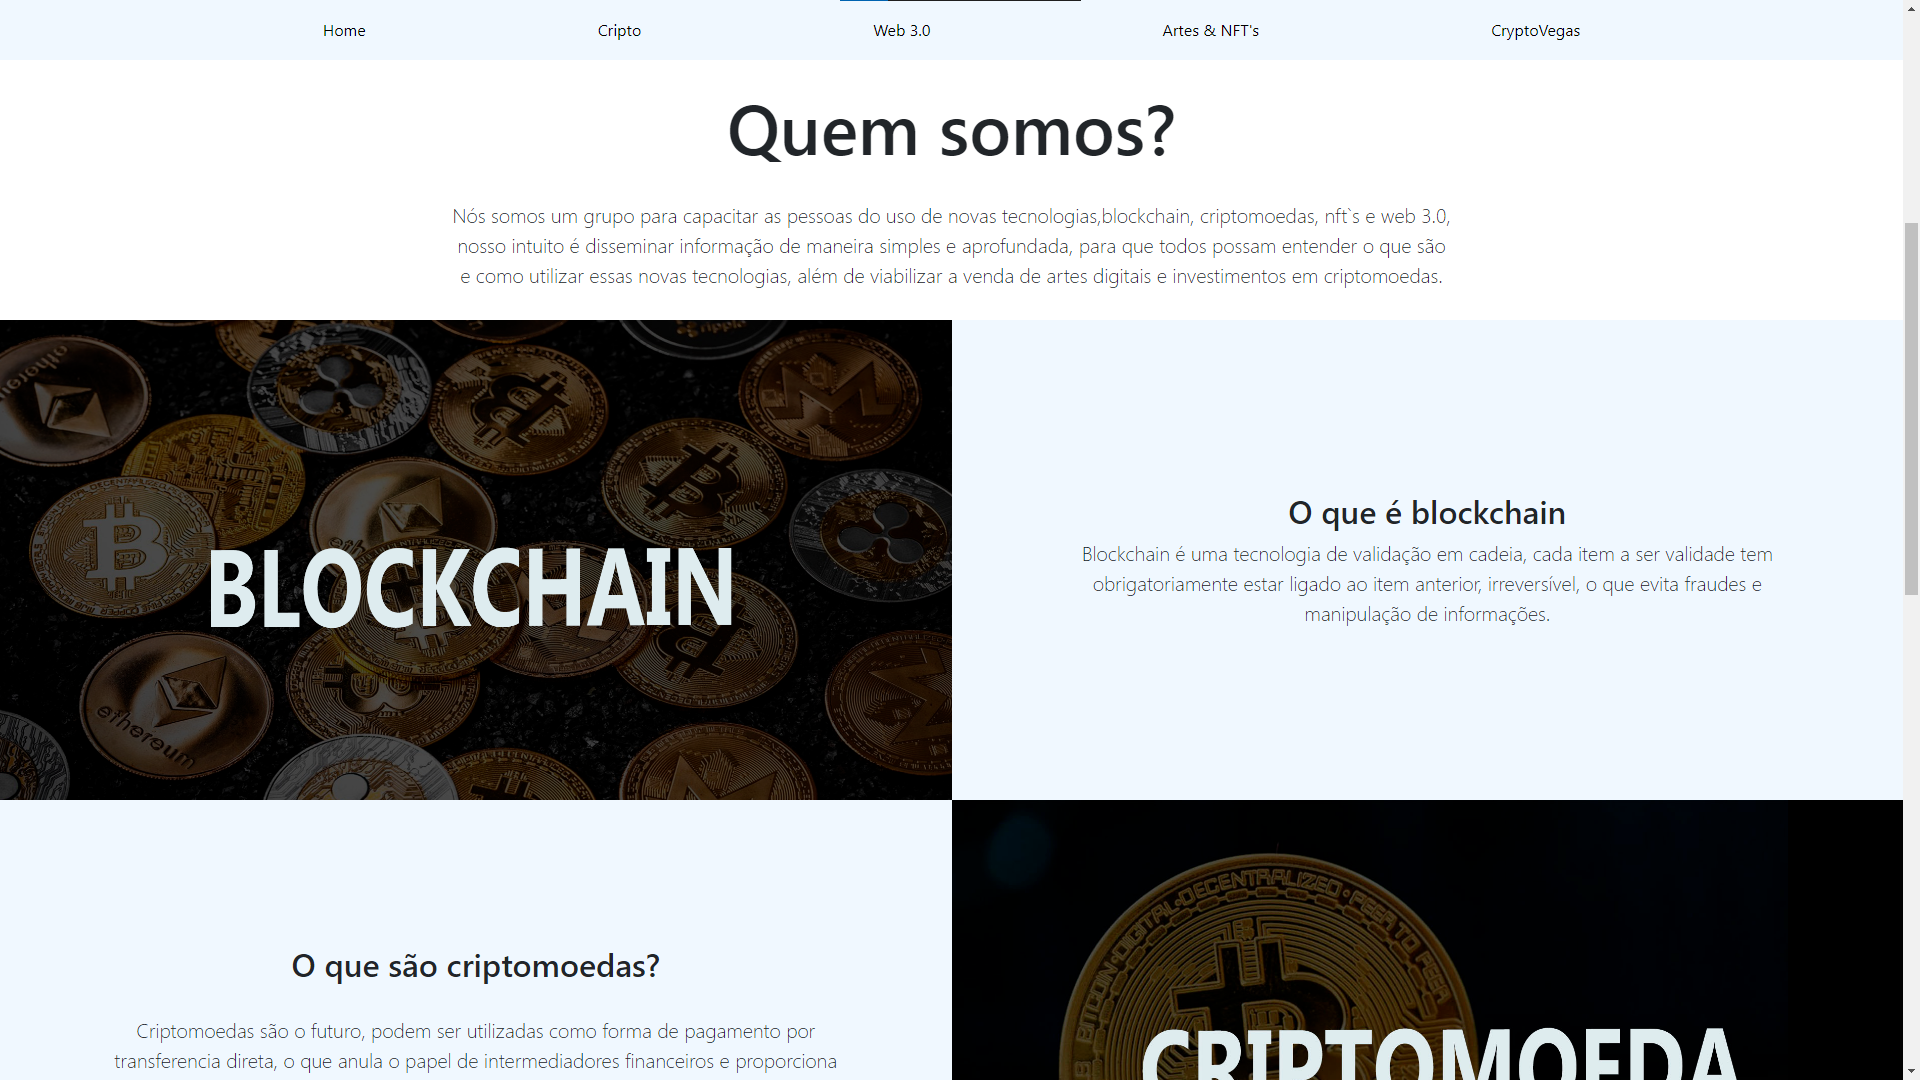 Home Cripto Web 3.0 Artes & NFT's CryptoVegas
Quem somos?
Nós somos um grupo para capacitar as pessoas do uso de novas tecnologias,blockchain, criptomoedas, nft`s e web 3.0,
nosso intuito é disseminar informação de maneira simples e aprofundada, para que todos possam entender o que são
e como utilizar essas novas tecnologias, além de viabilizar a venda de artes digitais e investimentos em criptomoedas.
ripple
ethereum
BLOCKCHAIN
ethereum
O que é blockchain
Blockchain é uma tecnologia de validação em cadeia, cada item a ser validade tem
obrigatoriamente estar ligado ao item anterior, irreversível, o que evita fraudes e
manipulação de informações.
O que são criptomoedas?
Criptomoedas são o futuro, podem ser utilizadas como forma de pagamento por
transferencia direta, o que anula o papel de intermediadores financeiros e proporciona
BITCOIN·DIGITAL·DECENTRALIZED·PEER TO PEER
CRIPTOMOEDA